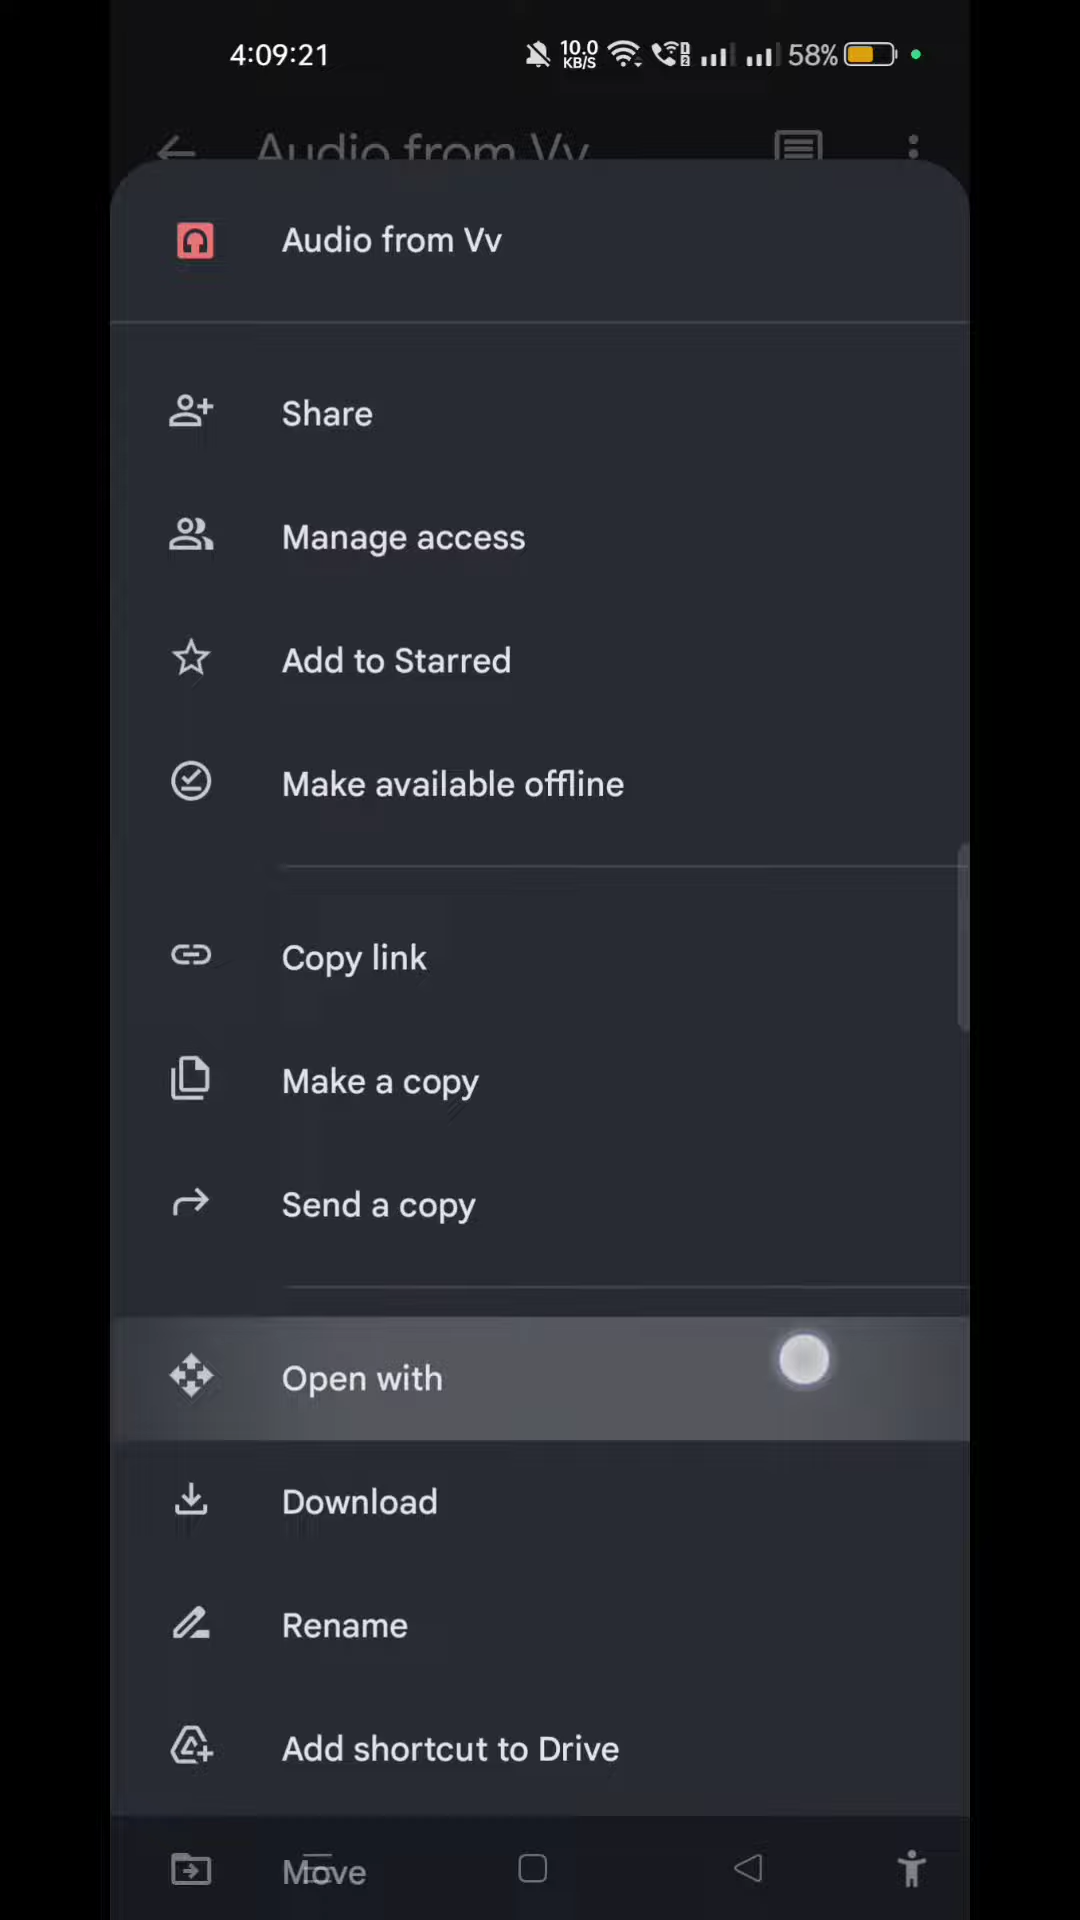 4:09:21 10.0 KB/S 58%
Audio from Vv
Audio from Vv
Share
Manage access
Add to Starred
Make available offline
Copy link
Make a copy
Send a copy
Open with
Download
Rename
Add shortcut to Drive
Move